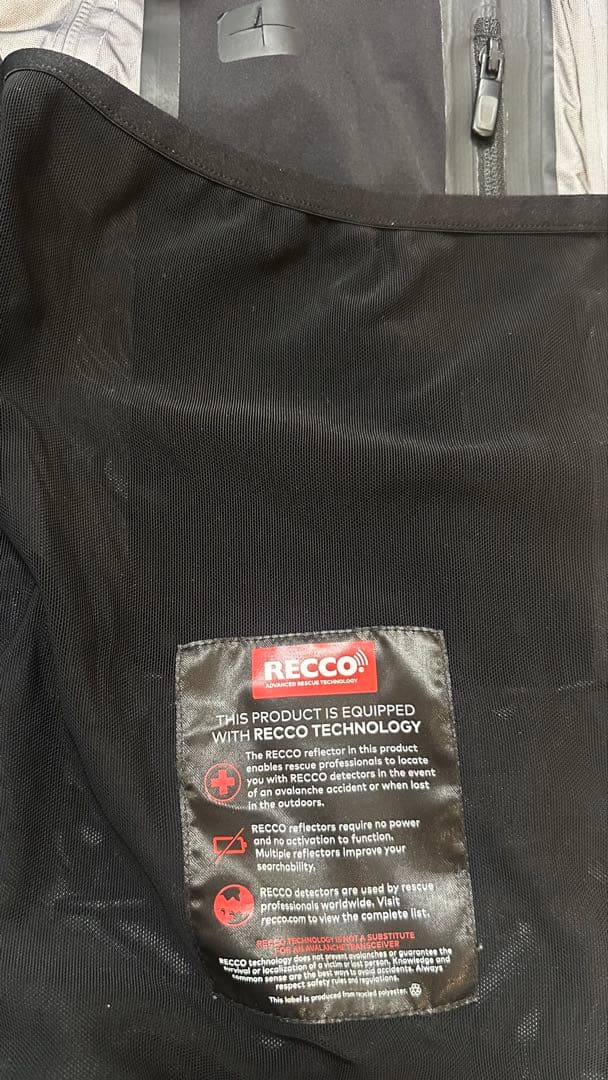 RECCO
ADVANCED RESCUE TECHNOLOGY
THIS PRODUCT IS EQUIPPED
WITH RECCO TECHNOLOGY
The RECCO reflector in this product
enables rescue professionals to locate
you with RECCO detectors in the event
of an avalanche accident or when lost
in the outdoors.
RECCO reflectors require no power
and no activation to function.
Multiple reflectors improve your
searchability.
RECCO detectors are used by rescue
professionals worldwide. Visit
recco.com to view the complete list.
RECCO TECHNOLOGY IS NOT A SUBSTITUTE
FOR AN AVALANCHE TRANSCEIVER
RECCO technology does not prevent avalanches or guarantee the
survival or localization of a victim or lost person. Knowledge and
common sense are the best ways to avoid accidents. Always
respect safety rules and regulations.
This label is produced from recycled polyester.